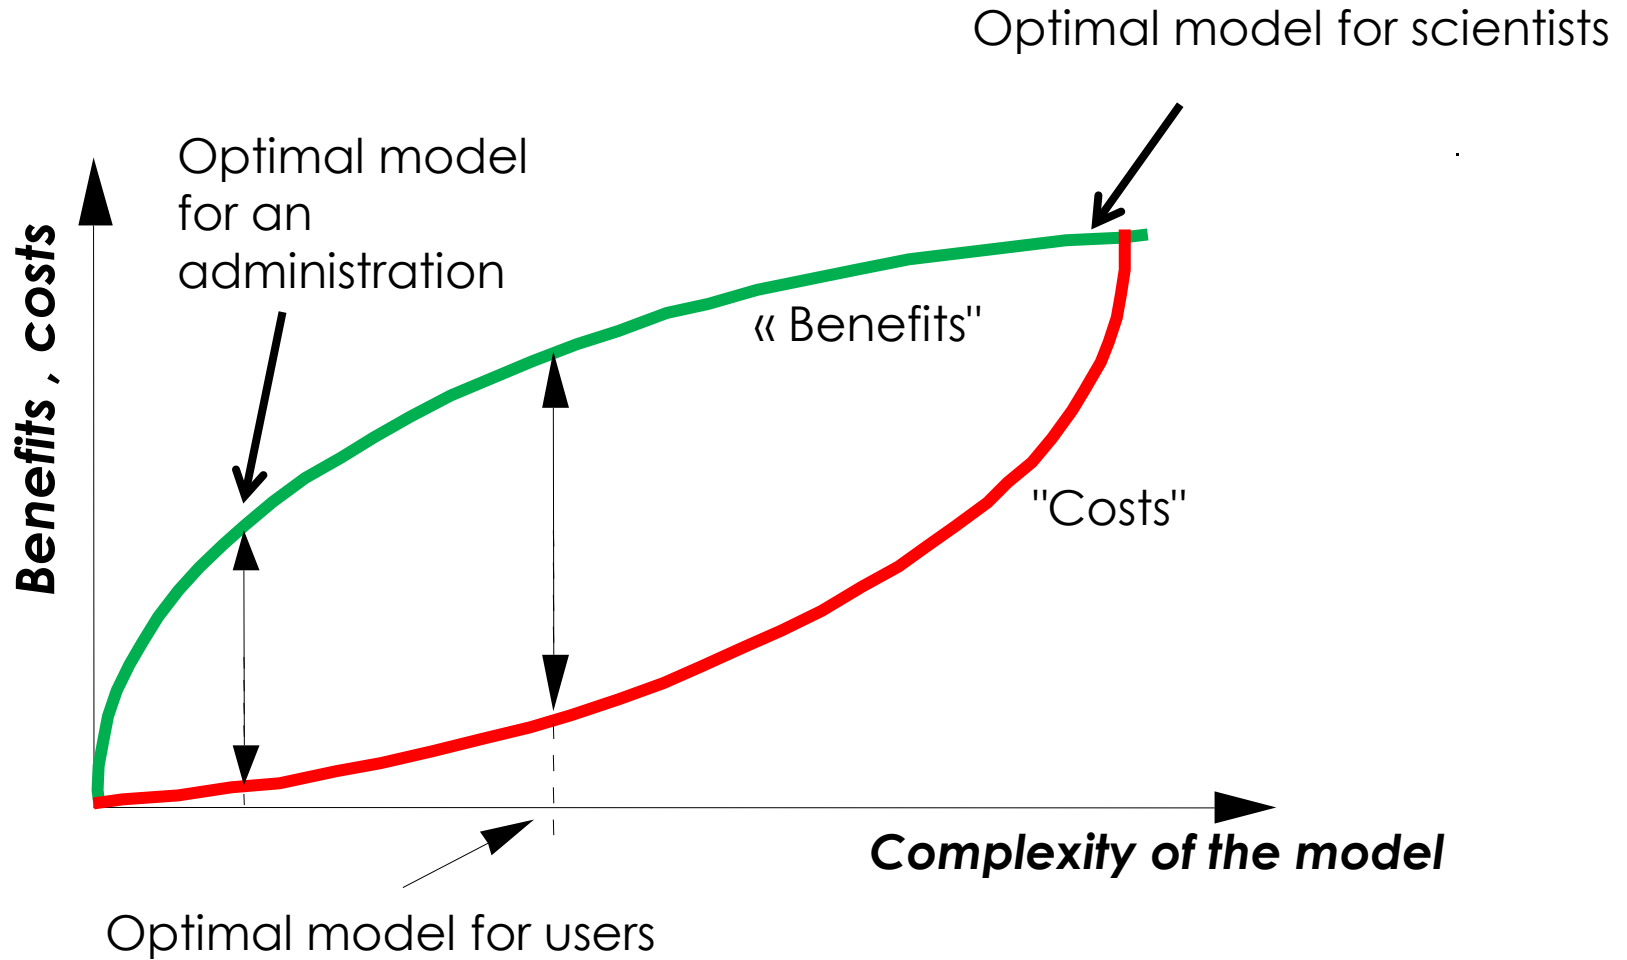 Optimal model for scientists
Optimal model
for an
administration
Benefits , costs
« Benefits"
"Costs"
Complexity of the model
Optimal model for users